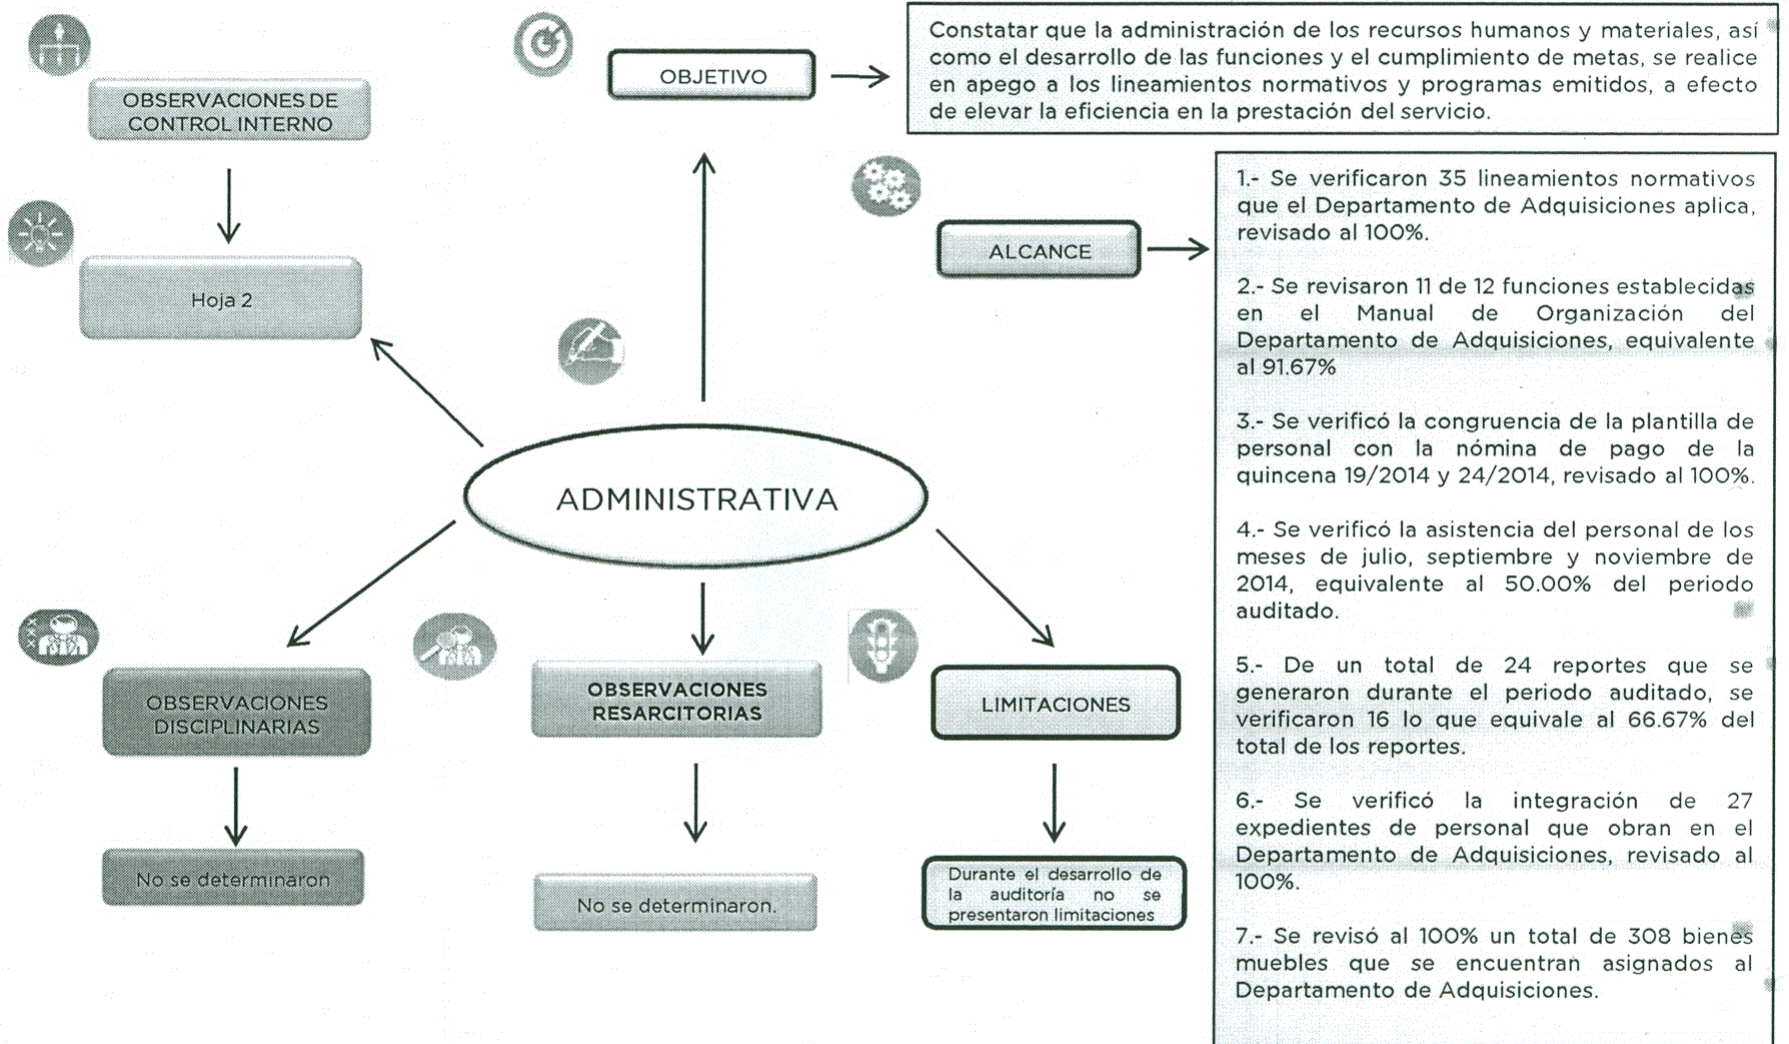 OBSERVACIONES DE
CONTROL INTERNO
Hoja 2
OBJETIVO
Constatar que la administración de los recursos humanos y materiales, así
como el desarrollo de las funciones y el cumplimiento de metas, se realice
en apego a los lineamientos normativos y programas emitidos, a efecto
de elevar la eficiencia en la prestación del servicio.
ALCANCE
1.- Se verificaron 35 lineamientos normativos
que el Departamento de Adquisiciones aplica,
revisado al 100%.
2.- Se revisaron 11 de 12 funciones establecidas
en el Manual de Organización del
Departamento de Adquisiciones, equivalente
al 91.67%
3.- Se verificó la congruencia de la plantilla de
personal con la nómina de pago de la
quincena 19/2014 y 24/2014, revisado al 100%.
4.- Se verificó la asistencia del personal de los
meses de julio, septiembre y noviembre de
2014, equivalente al 50.00% del periodo
auditado.
5.- De un total de 24 reportes que se
generaron durante el periodo auditado, se
verificaron 16 lo que equivale al 66.67% del
total de los reportes.
6.- Se verificó la integración de 27
expedientes de personal que obran en el
Departamento de Adquisiciones, revisado al
100%.
7.- Se revisó al 100% un total de 308 bienes
muebles que se encuentran asignados al
Departamento de Adquisiciones.
ADMINISTRATIVA
OBSERVACIONES
DISCIPLINARIAS
No se determinaron
OBSERVACIONES
RESARCITORIAS
No se determinaron.
LIMITACIONES
Durante el desarrollo de
la auditoría no se
presentaron limitaciones